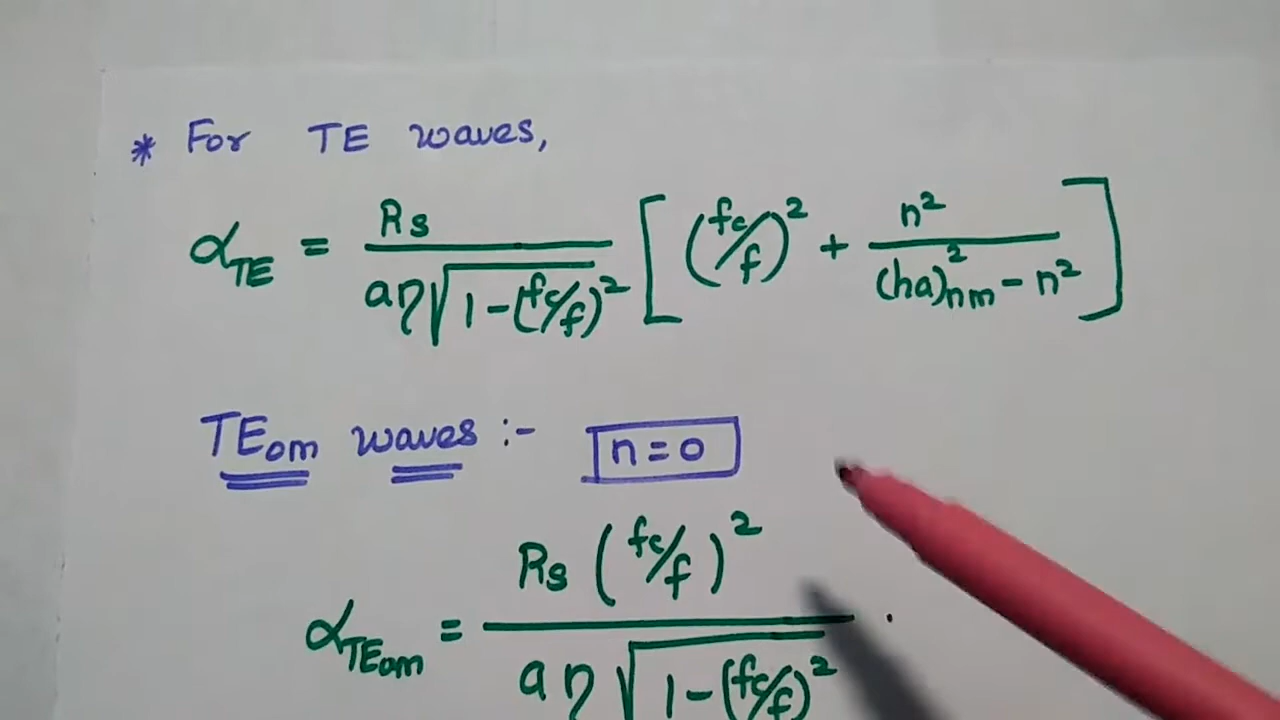 * For TE waves,
α_TE = Rs / aη√1-(fc/f)² [(fc/f)² + n² / (ha)²nm - n²]
TEom waves :- n=0
α_TEom = Rs (fc/f)² / aη√1-(fc/f)² .